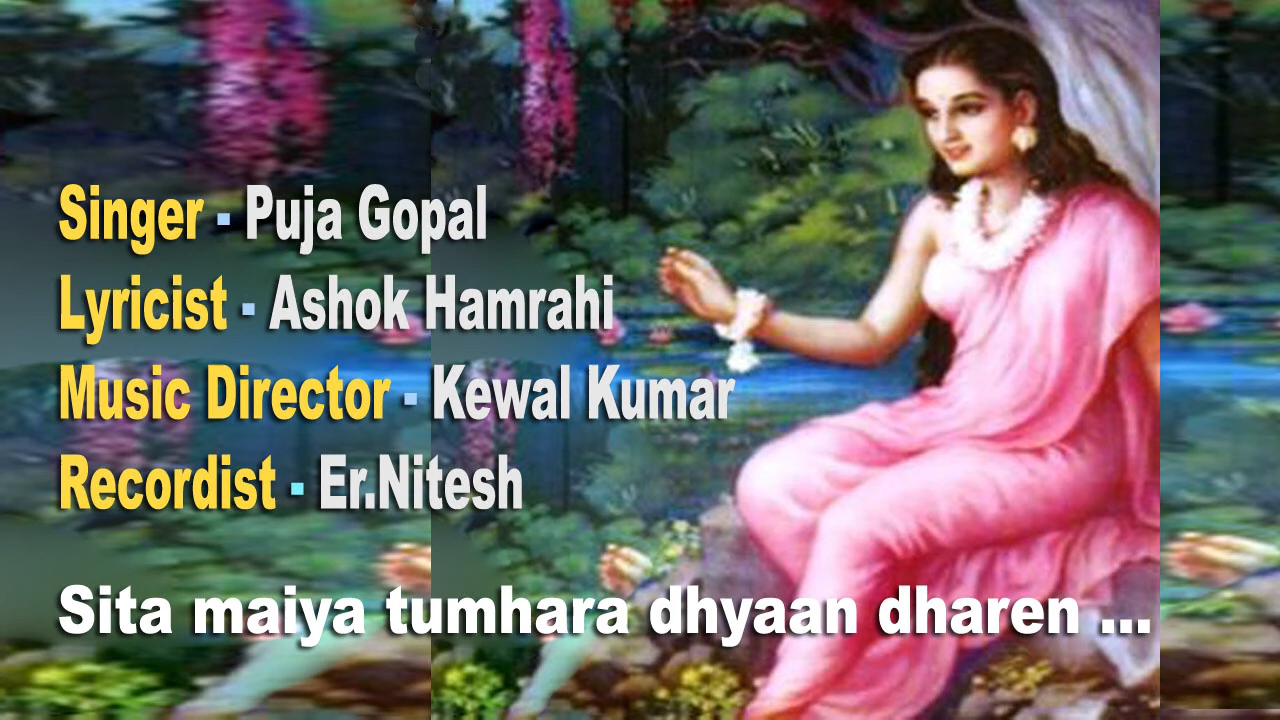 Singer - Puja Gopal
Lyricist - Ashok Hamrahi
Music Director - Kewal Kumar
Recordist - Er.Nitesh
Sita maiya tumhara dhyaan dharen ...